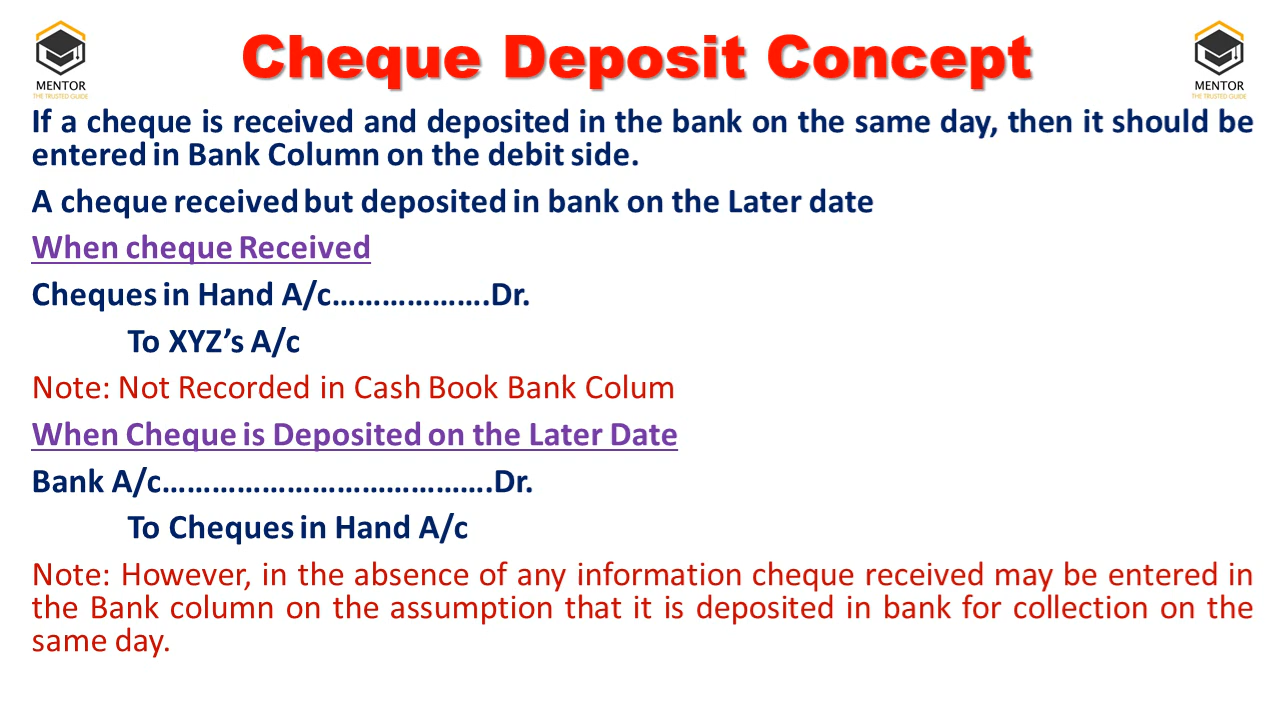 Cheque Deposit Concept
MENTOR
THE TRUSTED GUIDE
MENTOR
THE TRUSTED GUIDE
If a cheque is received and deposited in the bank on the same day, then it should be
entered in Bank Column on the debit side.
A cheque received but deposited in bank on the Later date
When cheque Received
Cheques in Hand A/c……………….Dr.
To XYZ’s A/c
Note: Not Recorded in Cash Book Bank Colum
When Cheque is Deposited on the Later Date
Bank A/c………………………………….Dr.
To Cheques in Hand A/c
Note: However, in the absence of any information cheque received may be entered in
the Bank column on the assumption that it is deposited in bank for collection on the
same day.